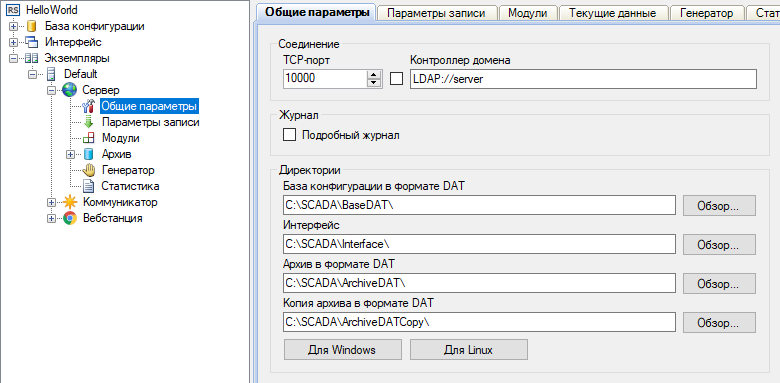 RS HelloWorld
База конфигурации
Интерфейс
Экземпляры
Default
Сервер
Общие параметры
Параметры записи
Модули
Архив
Генератор
Статистика
Коммуникатор
Вебстанция
Общие параметры Параметры записи Модули Текущие данные Генератор Стат
Соединение
TCP-порт Контроллер домена
10000 LDAP://server
Журнал
Подробный журнал
Директории
База конфигурации в формате DAT
C:\SCADA\BaseDAT\ Обзор...
Интерфейс
C:\SCADA\Interface\ Обзор...
Архив в формате DAT
C:\SCADA\ArchiveDAT\ Обзор...
Копия архива в формате DAT
C:\SCADA\ArchiveDATCopy\ Обзор...
Для Windows Для Linux